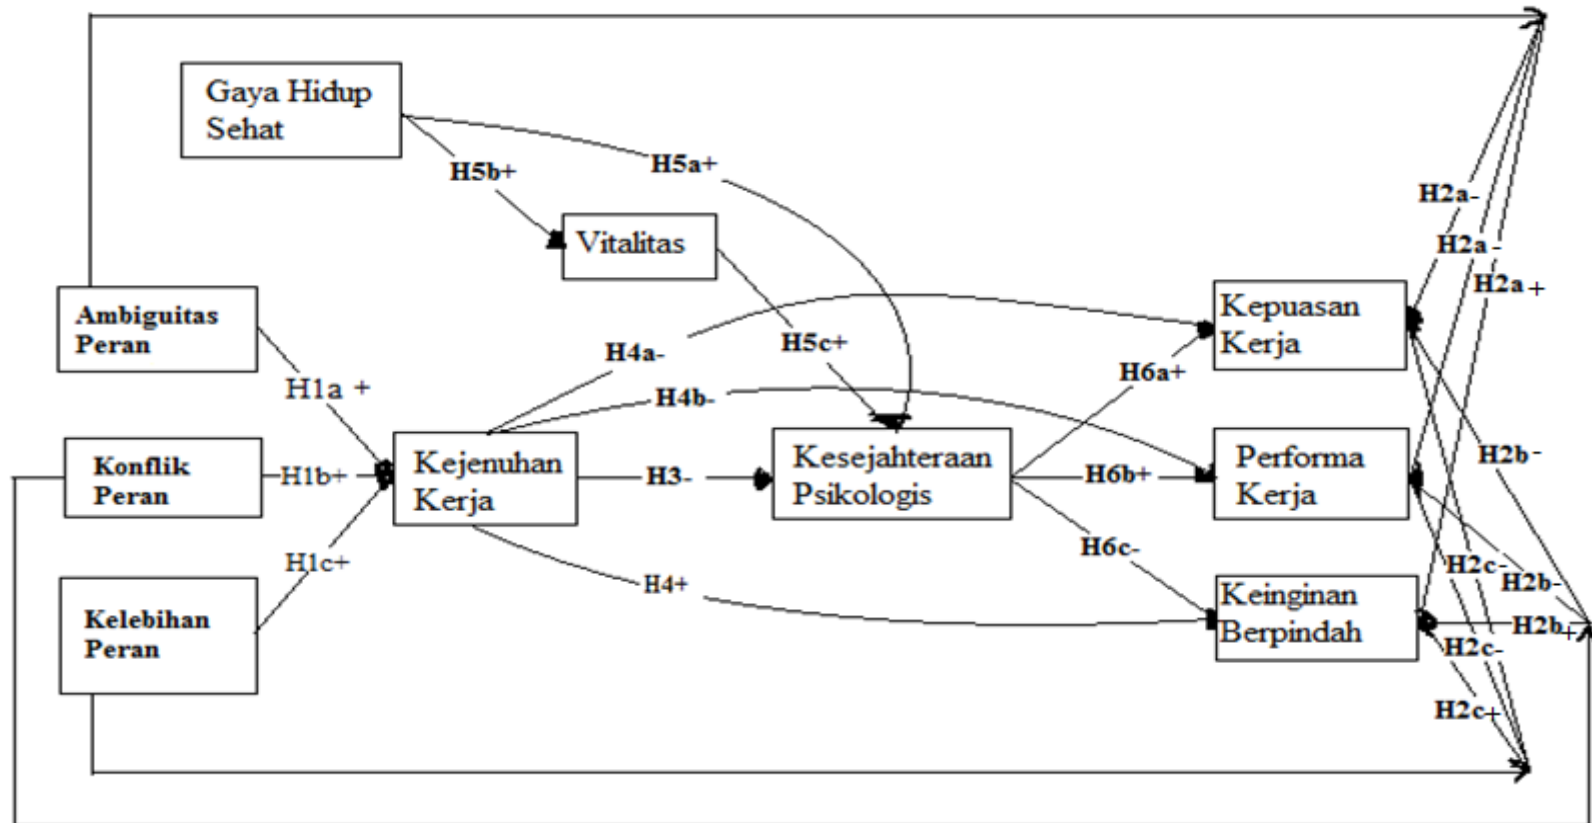 Gaya Hidup
Sehat
H5b+
H5a+
H2a-
Vitalitas
H2a -
H2a +
Ambiguitas
Peran
Kepuasan
Kerja
H5c+
H4a-
H6a+
H1a +
H4b-
Konflik
Peran
H1b+
Kejenuhan
Kerja
H3-
Kesejahteraan
Psikologis
H6b+
Performa
Kerja
H2b-
H6c-
H1c+
H4+
H2c-
H2b-
Kelebihan
Peran
Keinginan
Berpindah
H2b+
H2c-
H2c+